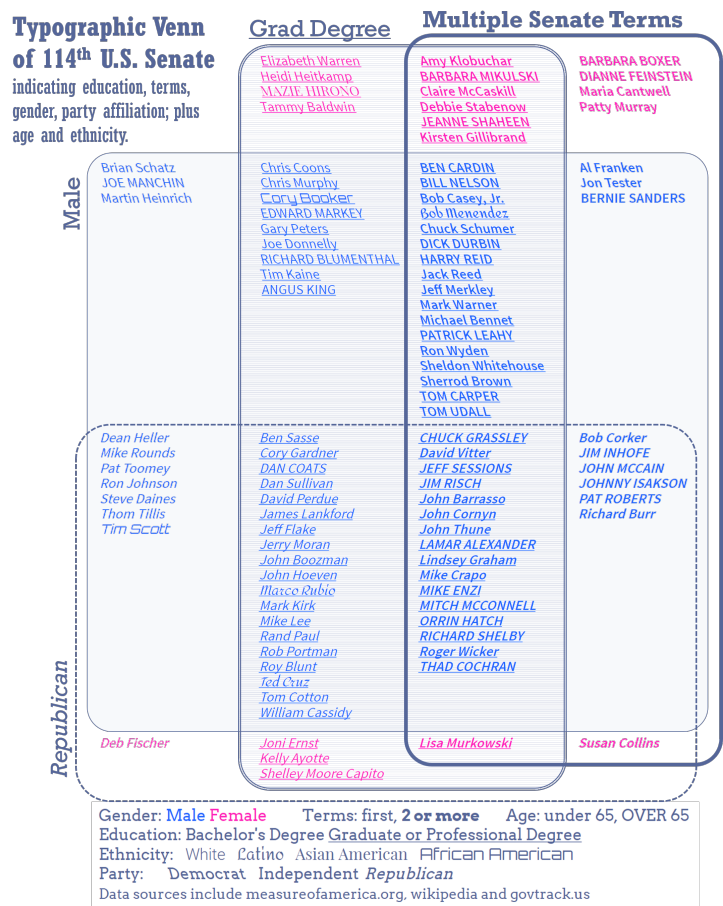 Typographic Venn
of 114th U.S. Senate
indicating education, terms,
gender, party affiliation; plus
age and ethnicity.
Grad Degree
Multiple Senate Terms
Elizabeth Warren
Heidi Heitkamp
MAZIE HIRONO
Tammy Baldwin
Amy Klobuchar
BARBARA MIKULSKI
Claire McCaskill
Debbie Stabenow
JEANNE SHAHEEN
Kirsten Gillibrand
BARBARA BOXER
DIANNE FEINSTEIN
Maria Cantwell
Patty Murray
Male
Brian Schatz
JOE MANCHIN
Martin Heinrich
Chris Coons
Chris Murphy
Cory Booker
EDWARD MARKEY
Gary Peters
Joe Donnelly
RICHARD BLUMENTHAL
Tim Kaine
ANGUS KING
BEN CARDIN
BILL NELSON
Bob Casey, Jr.
Bob Menendez
Chuck Schumer
DICK DURBIN
HARRY REID
Jack Reed
Jeff Merkley
Mark Warner
Michael Bennet
PATRICK LEAHY
Ron Wyden
Sheldon Whitehouse
Sherrod Brown
TOM CARPER
TOM UDALL
Al Franken
Jon Tester
BERNIE SANDERS
Dean Heller
Mike Rounds
Pat Toomey
Ron Johnson
Steve Daines
Thom Tillis
Tim Scott
Ben Sasse
Cory Gardner
DAN COATS
Dan Sullivan
David Perdue
James Lankford
Jeff Flake
Jerry Moran
John Boozman
John Hoeven
Marco Rubio
Mark Kirk
Mike Lee
Rand Paul
Rob Portman
Roy Blunt
Ted Cruz
Tom Cotton
William Cassidy
CHUCK GRASSLEY
David Vitter
JEFF SESSIONS
JIM RISCH
John Barrasso
John Cornyn
John Thune
LAMAR ALEXANDER
Lindsey Graham
Mike Crapo
MIKE ENZI
MITCH MCCONNELL
ORRIN HATCH
RICHARD SHELBY
Roger Wicker
THAD COCHRAN
Bob Corker
JIM INHOFE
JOHN MCCAIN
JOHNNY ISAKSON
PAT ROBERTS
Richard Burr
Republican
Deb Fischer
Joni Ernst
Kelly Ayotte
Shelley Moore Capito
Lisa Murkowski
Susan Collins
Gender: Male Female Terms: first, 2 or more Age: under 65, OVER 65
Education: Bachelor's Degree Graduate or Professional Degree
Ethnicity: White Latino Asian American African American
Party: Democrat Independent Republican
Data sources include measureofamerica.org, wikipedia and govtrack.us